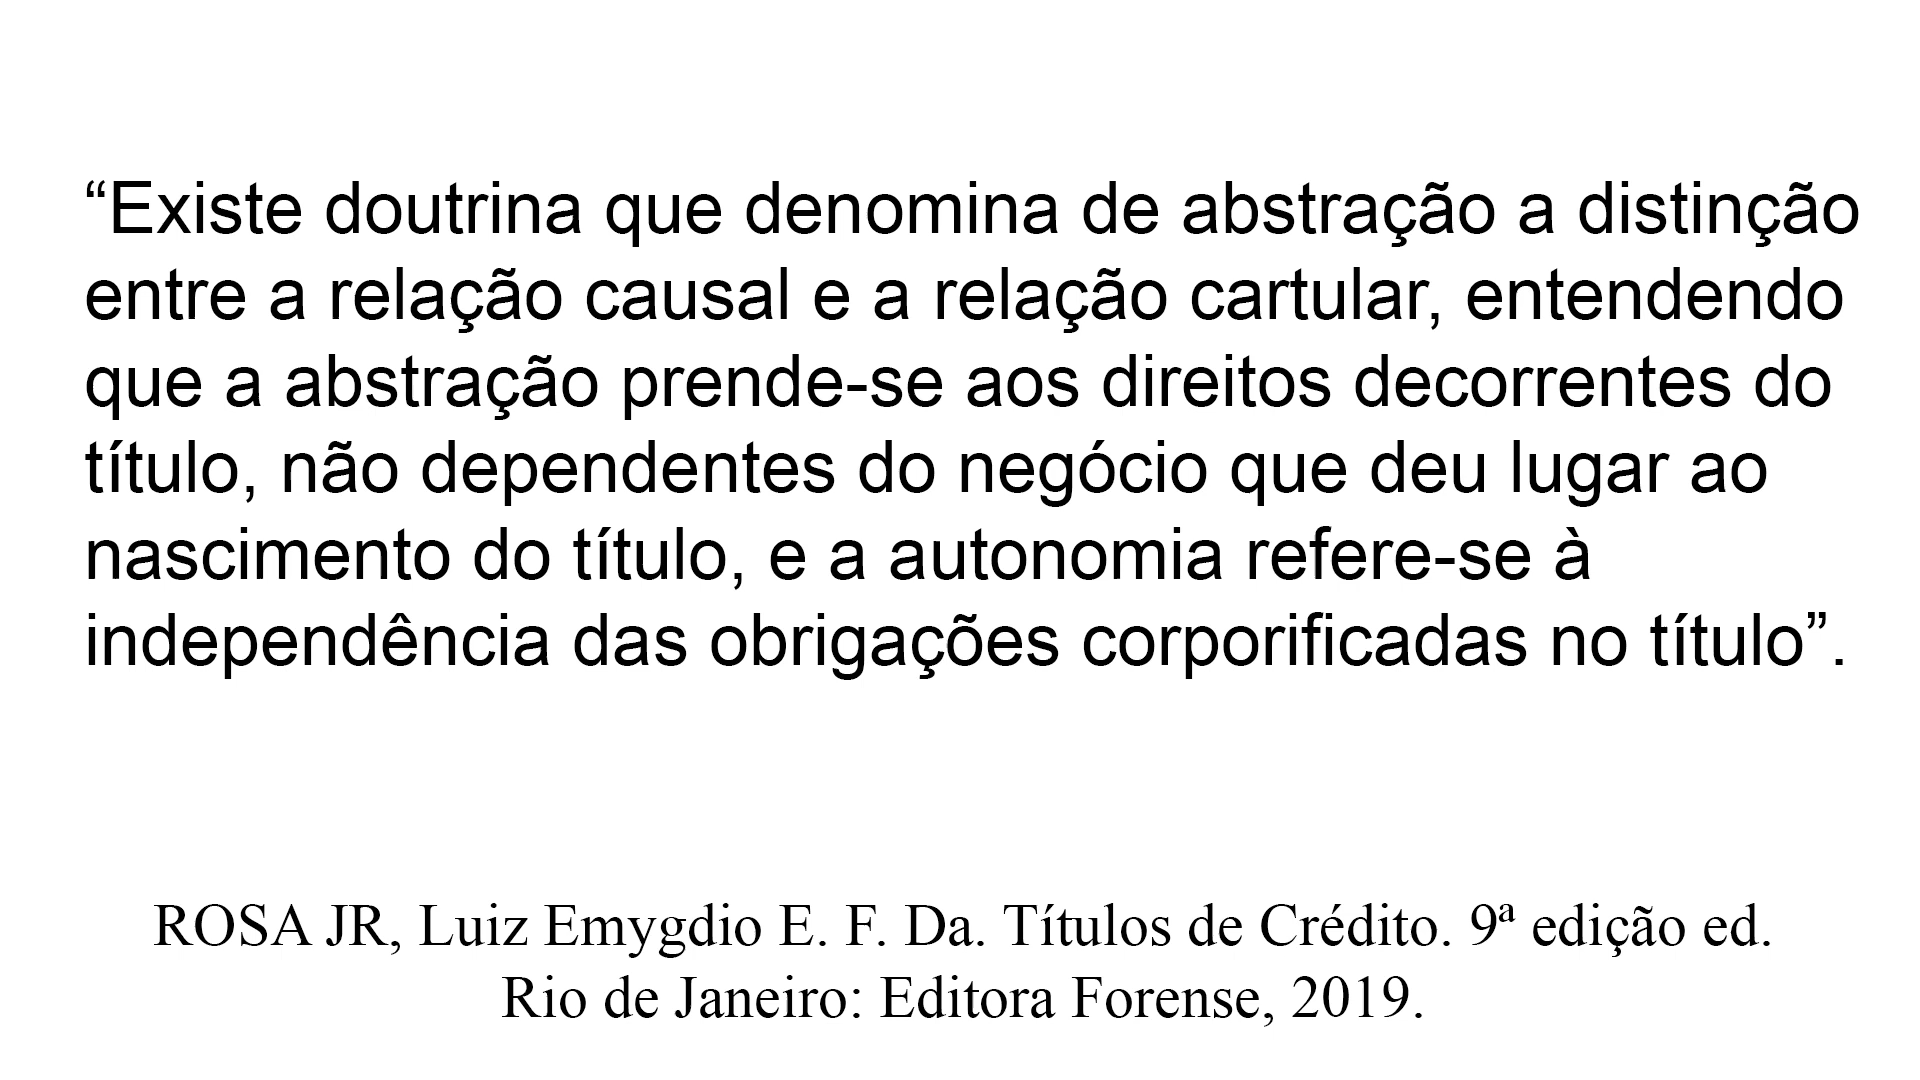 “Existe doutrina que denomina de abstração a distinção
entre a relação causal e a relação cartular, entendendo
que a abstração prende-se aos direitos decorrentes do
título, não dependentes do negócio que deu lugar ao
nascimento do título, e a autonomia refere-se à
independência das obrigações corporificadas no título”.
ROSA JR, Luiz Emygdio E. F. Da. Títulos de Crédito. 9ª edição ed.
Rio de Janeiro: Editora Forense, 2019.